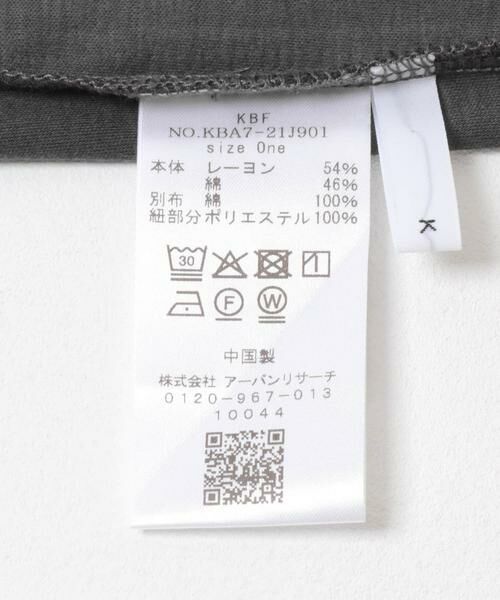 KBF
NO.KBA7-21J901
size One
本体 レーヨン 54%
綿 46%
別布 綿 100%
紐部分 ポリエステル 100%
30
F
W
中国製
株式会社 アーバンリサーチ
0120-967-013
10044
K